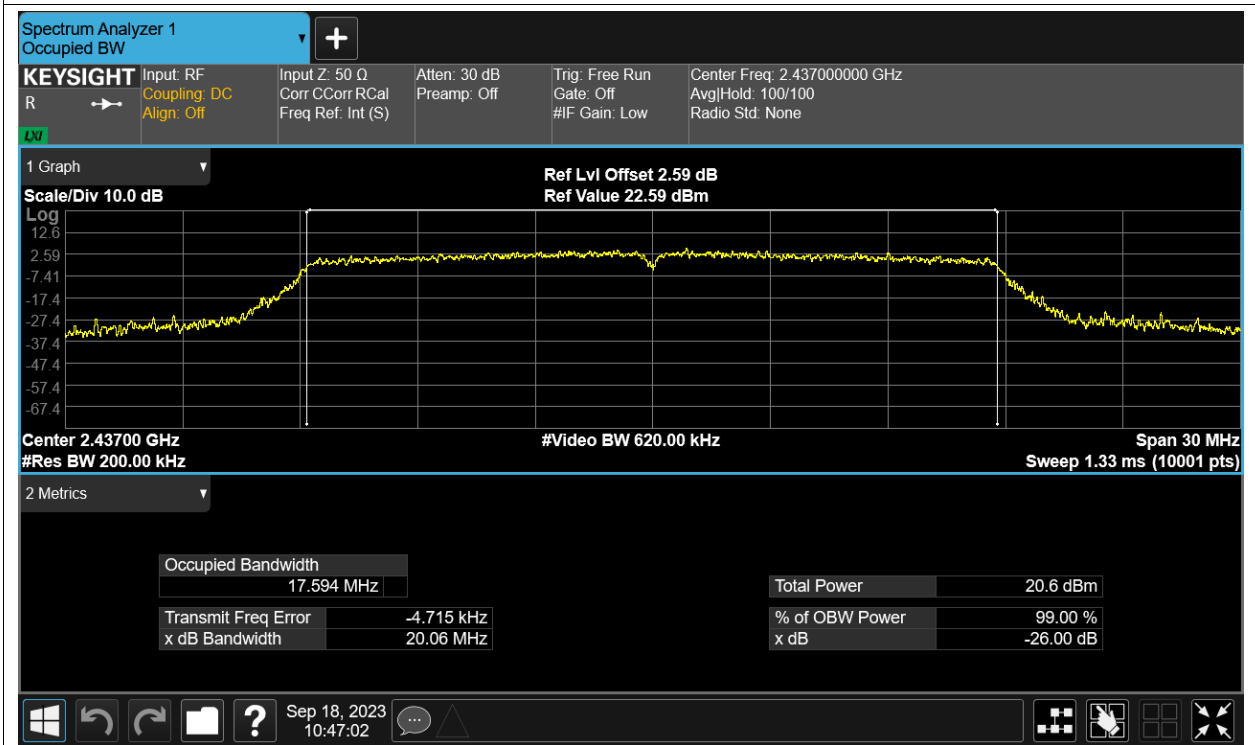 Spectrum Analyzer 1
Occupied BW
KEYSIGHT
R
LXI
Input: RF
Coupling: DC
Align: Off
Input Z: 50 Ω
Corr CCorr RCal
Freq Ref: Int (S)
Atten: 30 dB
Preamp: Off
Trig: Free Run
Gate: Off
#IF Gain: Low
Center Freq: 2.437000000 GHz
Avg|Hold: 100/100
Radio Std: None
1 Graph
Scale/Div 10.0 dB
Ref Lvl Offset 2.59 dB
Ref Value 22.59 dBm
Log
12.6
2.59
-7.41
-17.4
-27.4
-37.4
-47.4
-57.4
-67.4
Center 2.43700 GHz
#Video BW 620.00 kHz
Span 30 MHz
#Res BW 200.00 kHz
Sweep 1.33 ms (10001 pts)
2 Metrics
Occupied Bandwidth
17.594 MHz
Total Power 20.6 dBm
Transmit Freq Error -4.715 kHz
% of OBW Power 99.00 %
x dB Bandwidth 20.06 MHz
x dB -26.00 dB
Sep 18, 2023
10:47:02